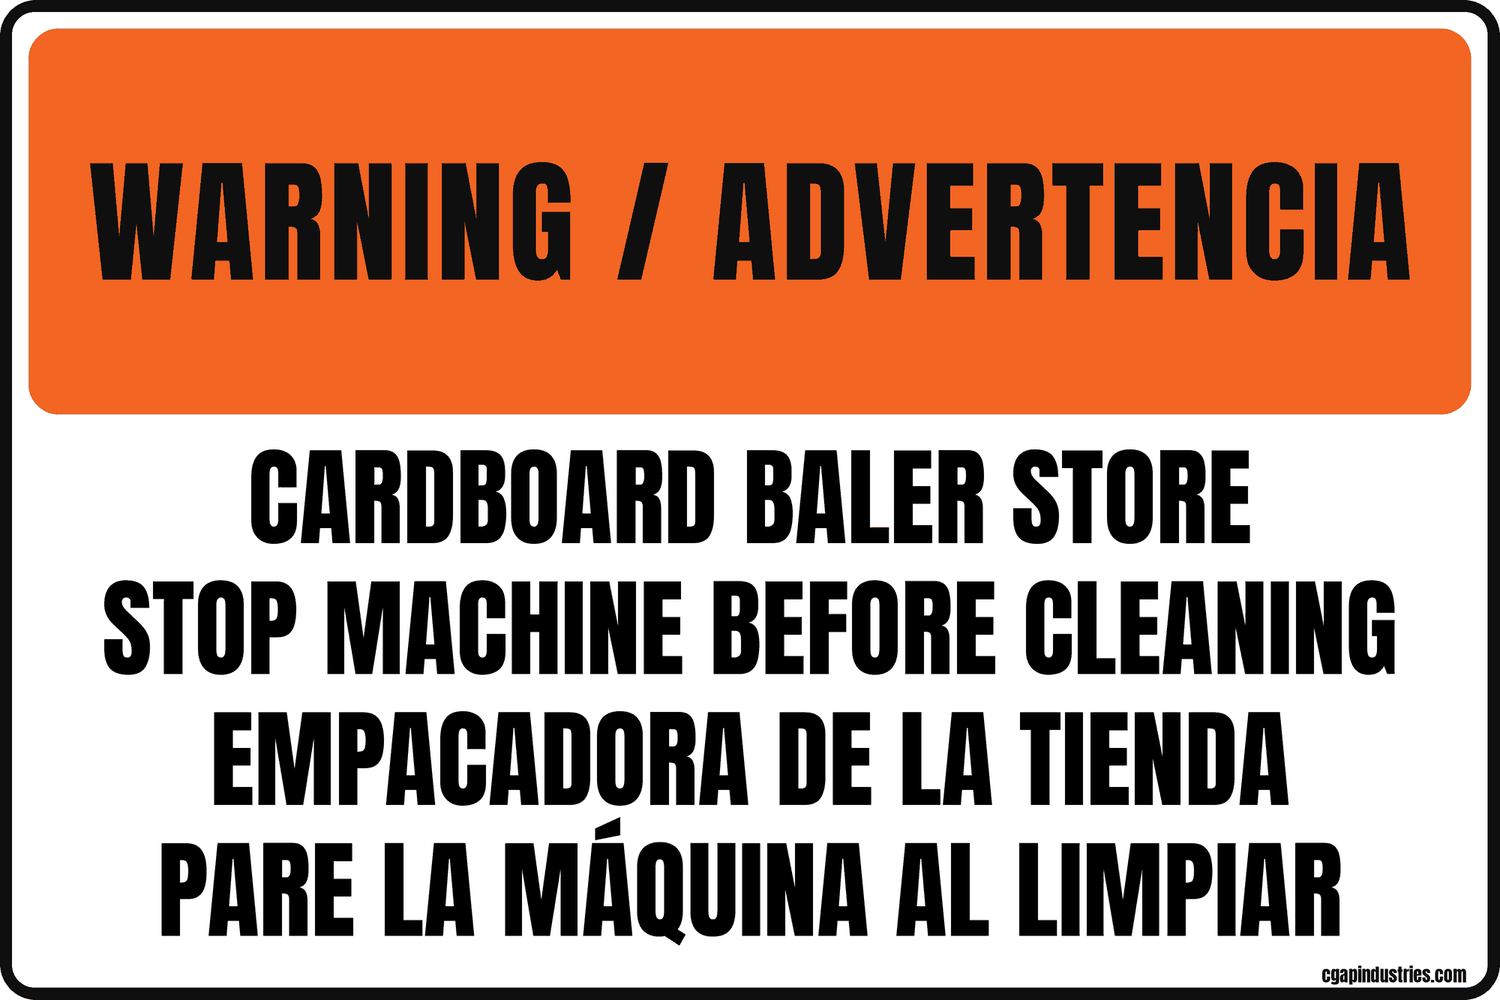 WARNING / ADVERTENCIA
CARDBOARD BALER STORE
STOP MACHINE BEFORE CLEANING
EMPACADORA DE LA TIENDA
PARE LA MÁQUINA AL LIMPIAR
cgapindustries.com